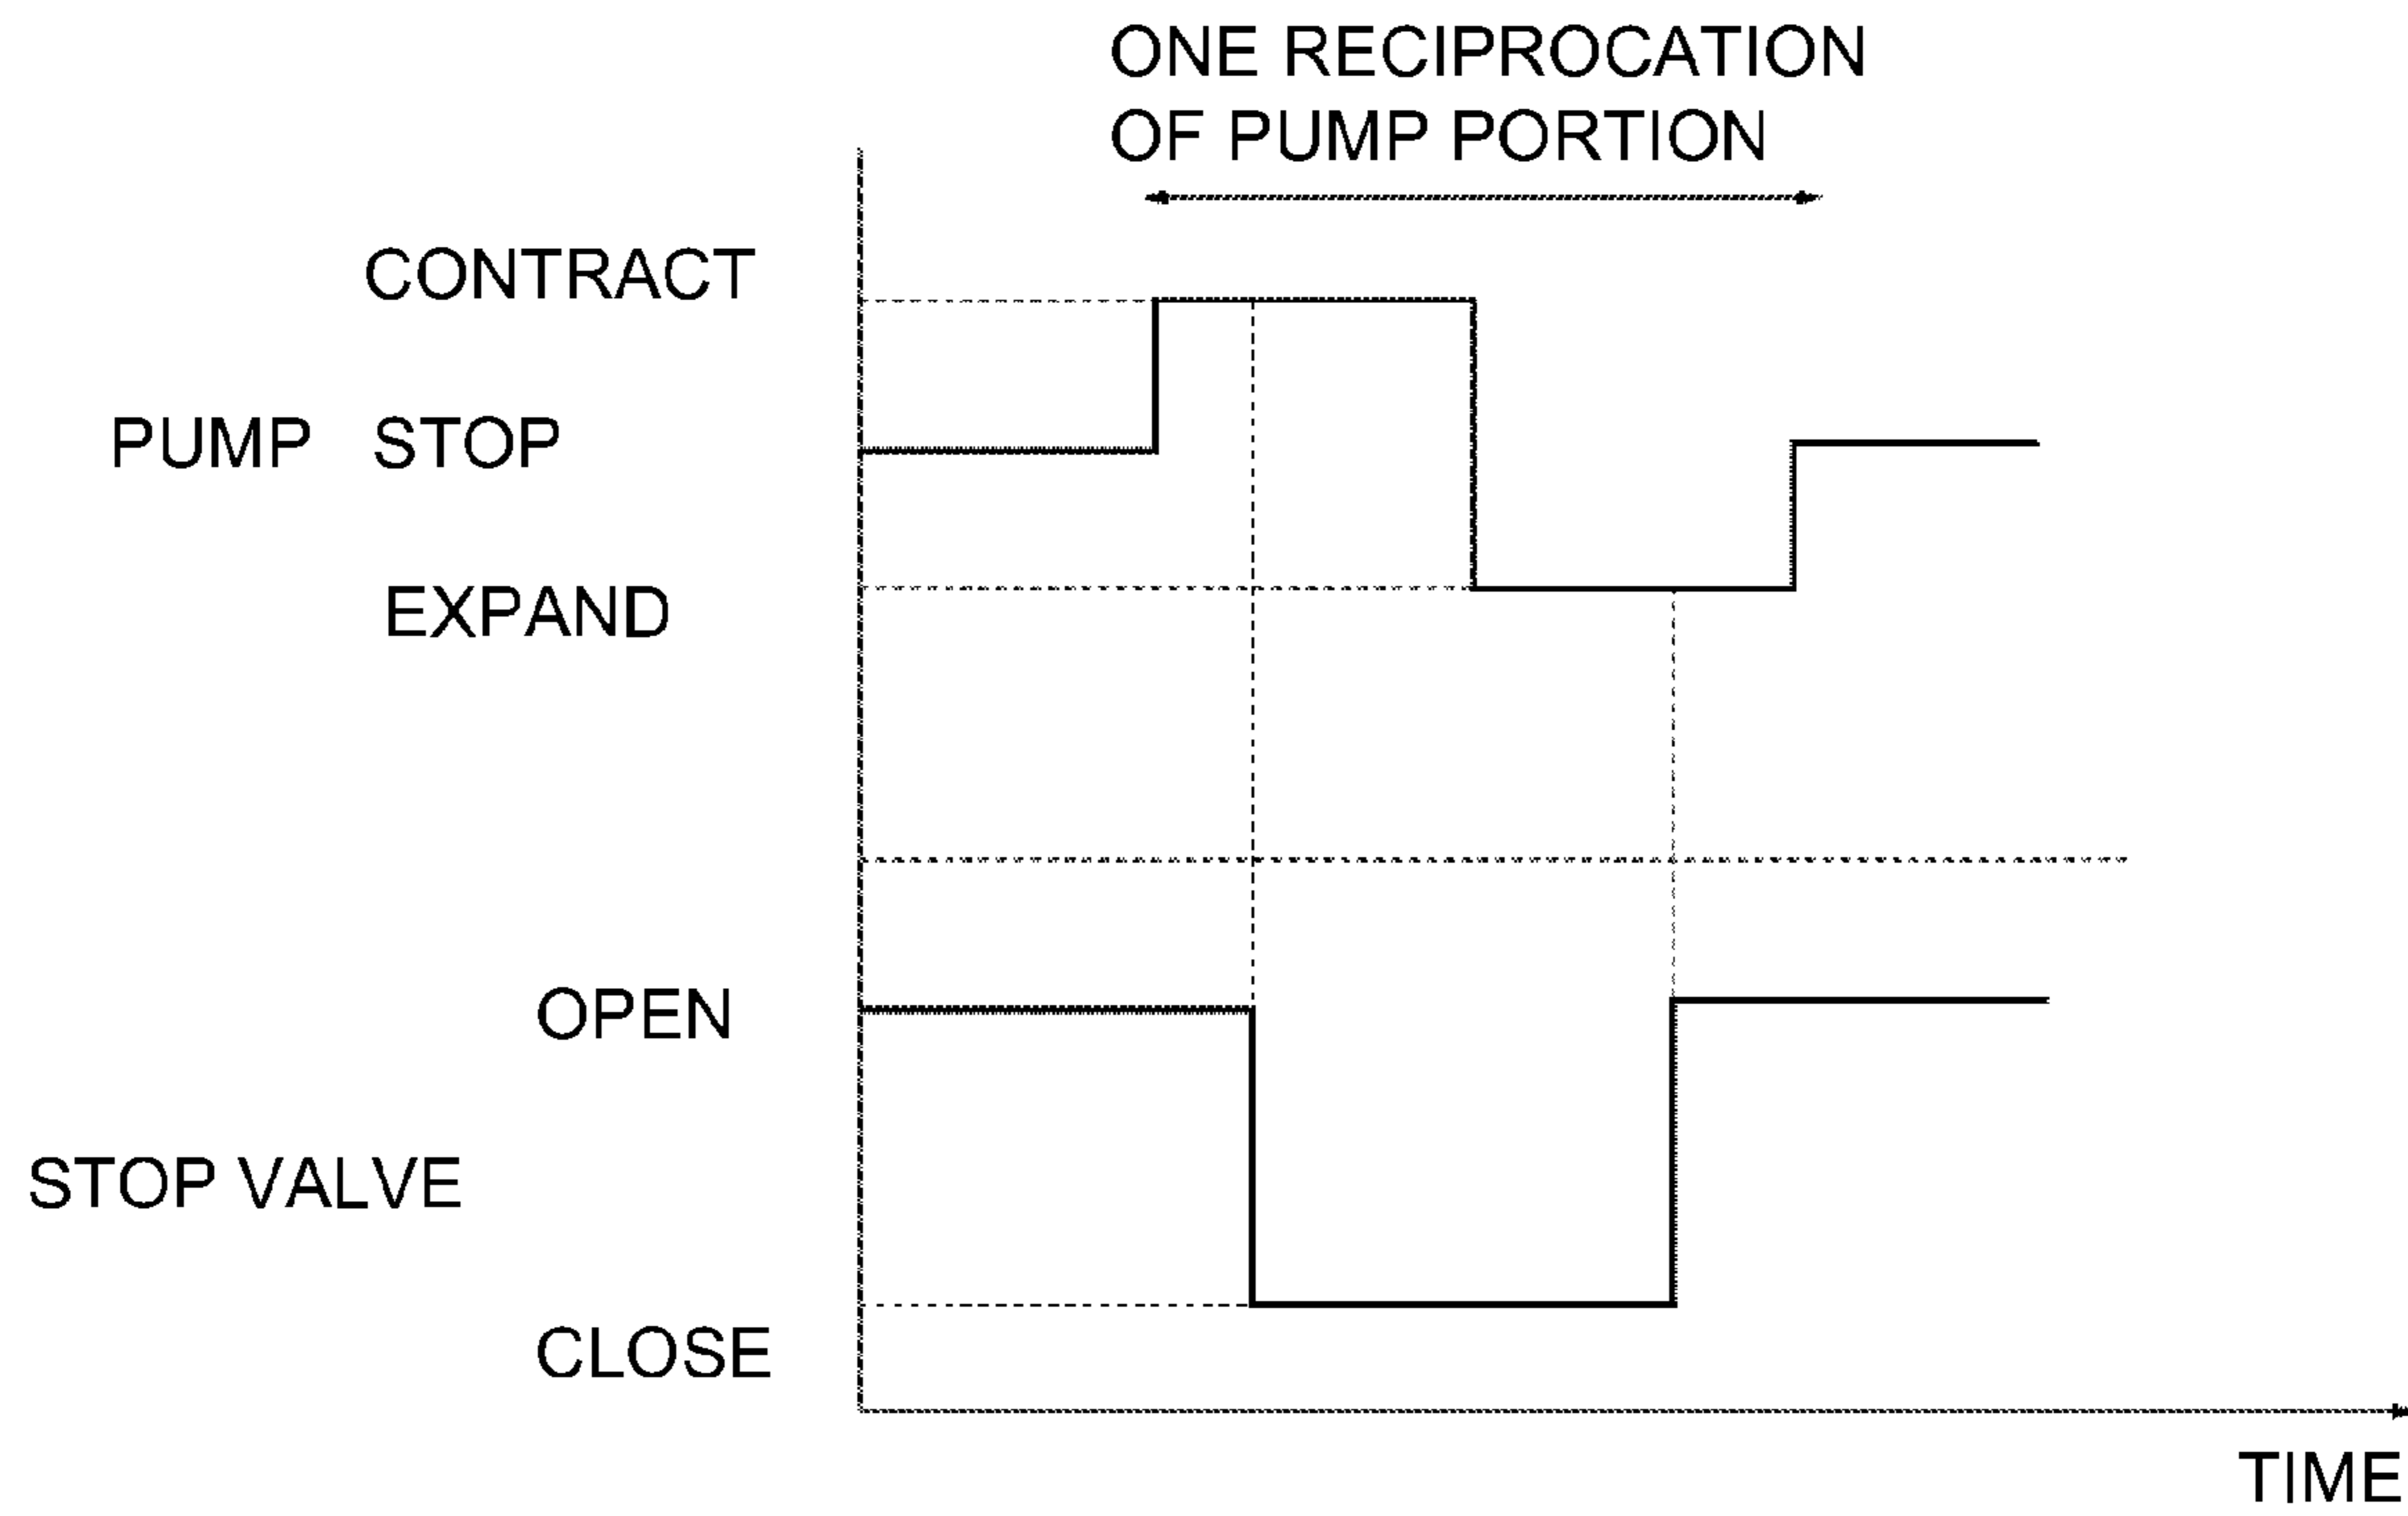 ONE RECIPROCATION
OF PUMP PORTION
CONTRACT
PUMP STOP
EXPAND
OPEN
STOP VALVE
CLOSE
TIME